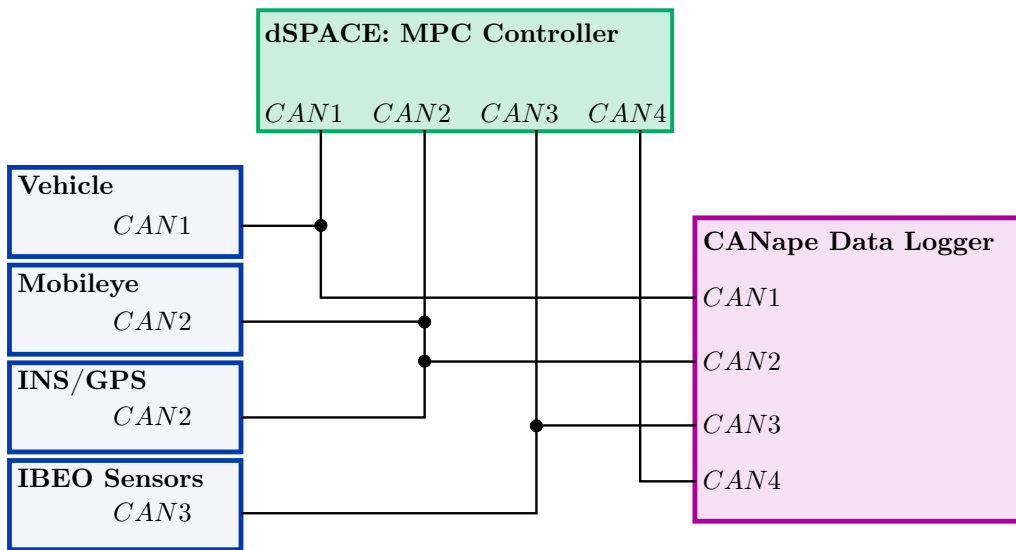 dSPACE: MPC Controller
CAN1 CAN2 CAN3 CAN4
Vehicle
CAN1
Mobileye
CAN2
INS/GPS
CAN2
IBEO Sensors
CAN3
CANape Data Logger
CAN1
CAN2
CAN3
CAN4